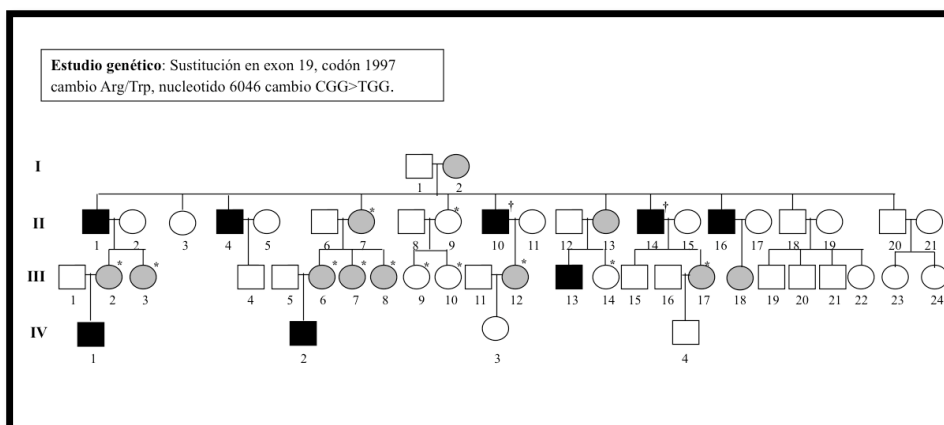 Estudio genético: Sustitución en exon 19, codón 1997
cambio Arg/Trp, nucleotido 6046 cambio CGG>TGG.
I
1 2
† †
II * *
1 2 3 4 5 6 7 8 9 10 11 12 13 14 15 16 17 18 19 20 21
III * * * * * * * * * *
1 2 3 4 5 6 7 8 9 10 11 12 13 14 15 16 17 18 19 20 21 22 23 24
IV
1 2 3 4